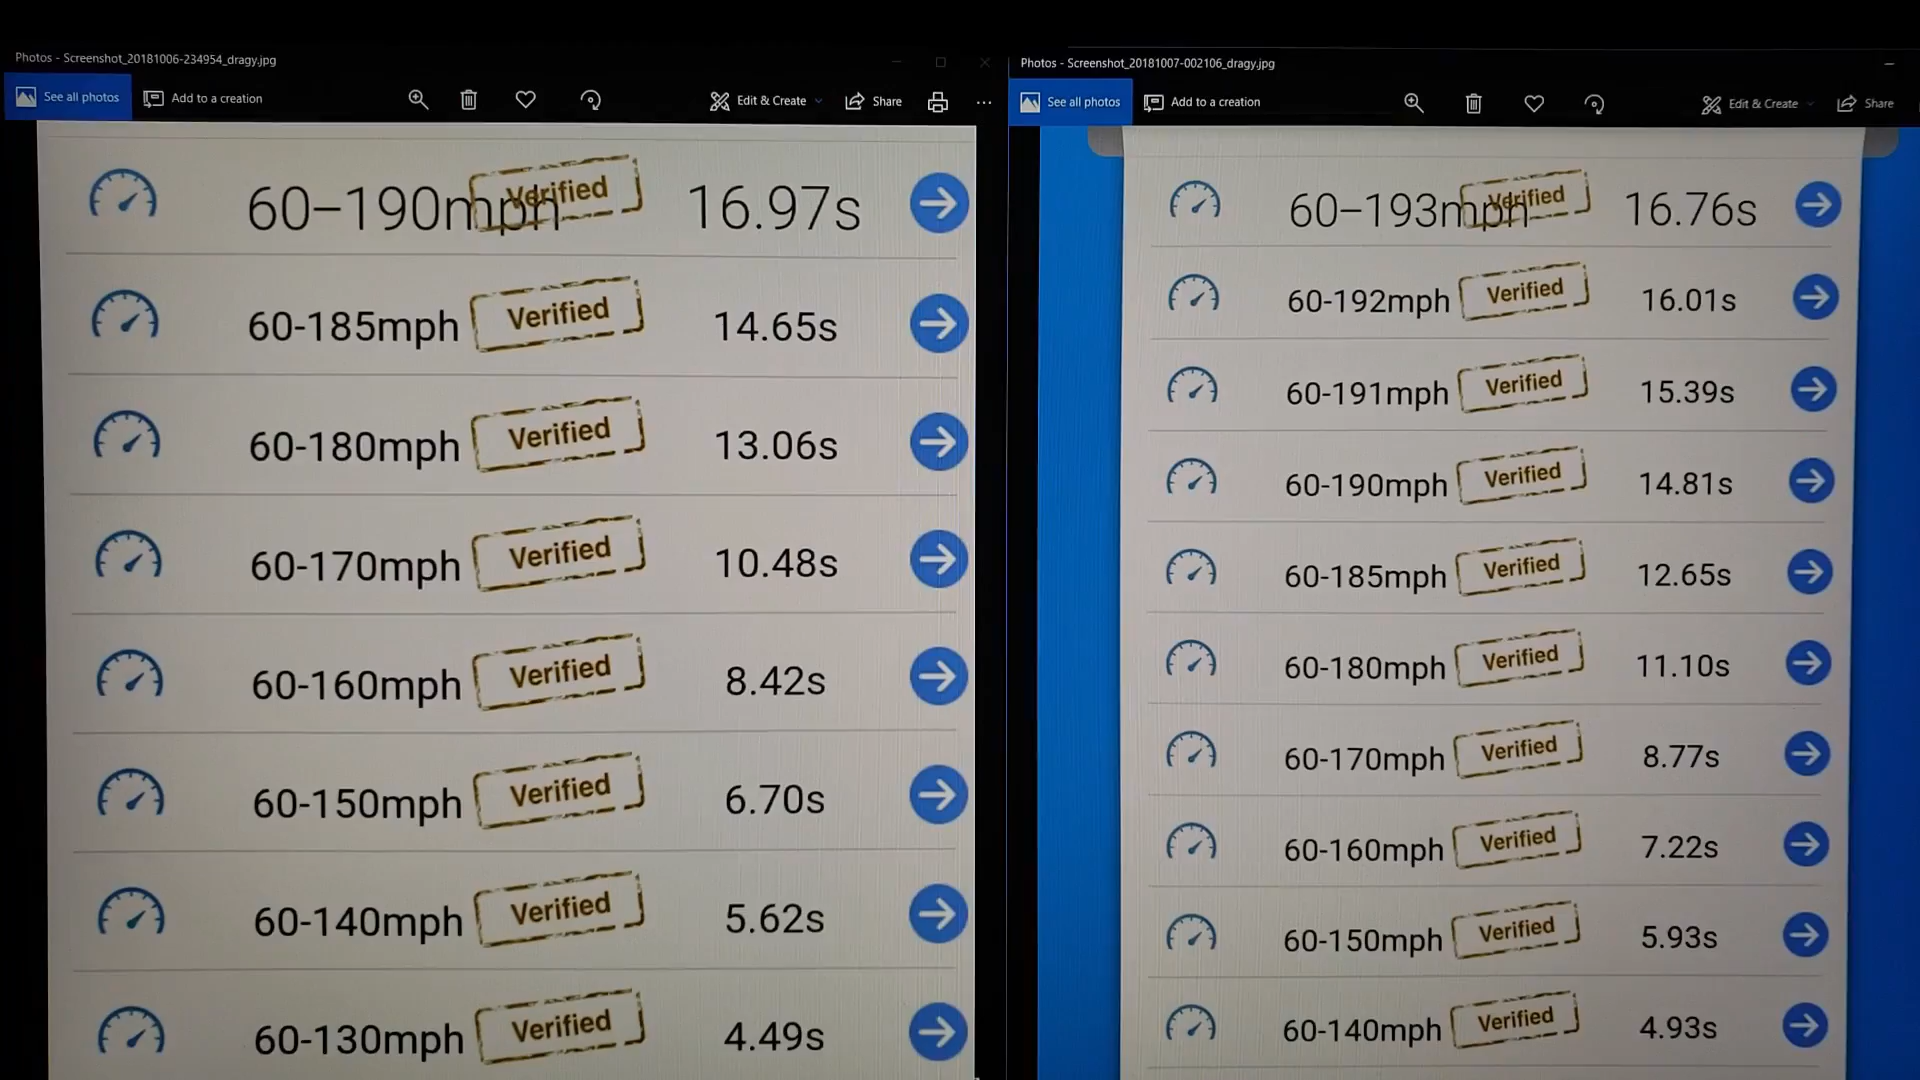 Photos - Screenshot_20181006-234954_dragy.jpg
See all photos
Add to a creation
Edit & Create
Share
60–190mph Verified 16.97s
60-185mph Verified 14.65s
60-180mph Verified 13.06s
60-170mph Verified 10.48s
60-160mph Verified 8.42s
60-150mph Verified 6.70s
60-140mph Verified 5.62s
60-130mph Verified 4.49s
Photos - Screenshot_20181007-002106_dragy.jpg
See all photos
Add to a creation
Edit & Create
Share
60–193mph Verified 16.76s
60-192mph Verified 16.01s
60-191mph Verified 15.39s
60-190mph Verified 14.81s
60-185mph Verified 12.65s
60-180mph Verified 11.10s
60-170mph Verified 8.77s
60-160mph Verified 7.22s
60-150mph Verified 5.93s
60-140mph Verified 4.93s